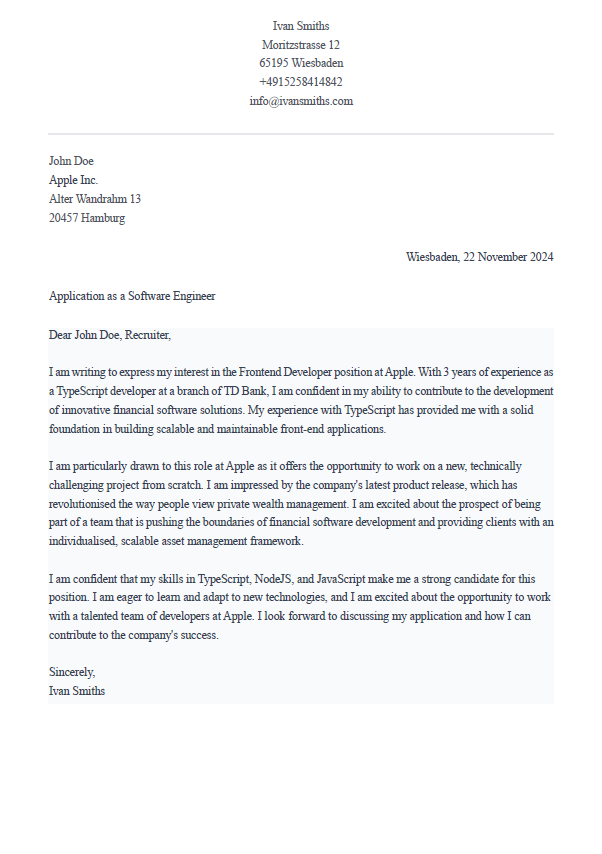 Ivan Smiths
Moritzstrasse 12
65195 Wiesbaden
+4915258414842
info@ivansmiths.com
John Doe
Apple Inc.
Alter Wandrahm 13
20457 Hamburg
Wiesbaden, 22 November 2024
Application as a Software Engineer
Dear John Doe, Recruiter,
I am writing to express my interest in the Frontend Developer position at Apple. With 3 years of experience as
a TypeScript developer at a branch of TD Bank, I am confident in my ability to contribute to the development
of innovative financial software solutions. My experience with TypeScript has provided me with a solid
foundation in building scalable and maintainable front-end applications.
I am particularly drawn to this role at Apple as it offers the opportunity to work on a new, technically
challenging project from scratch. I am impressed by the company's latest product release, which has
revolutionised the way people view private wealth management. I am excited about the prospect of being
part of a team that is pushing the boundaries of financial software development and providing clients with an
individualised, scalable asset management framework.
I am confident that my skills in TypeScript, NodeJS, and JavaScript make me a strong candidate for this
position. I am eager to learn and adapt to new technologies, and I am excited about the opportunity to work
with a talented team of developers at Apple. I look forward to discussing my application and how I can
contribute to the company's success.
Sincerely,
Ivan Smiths